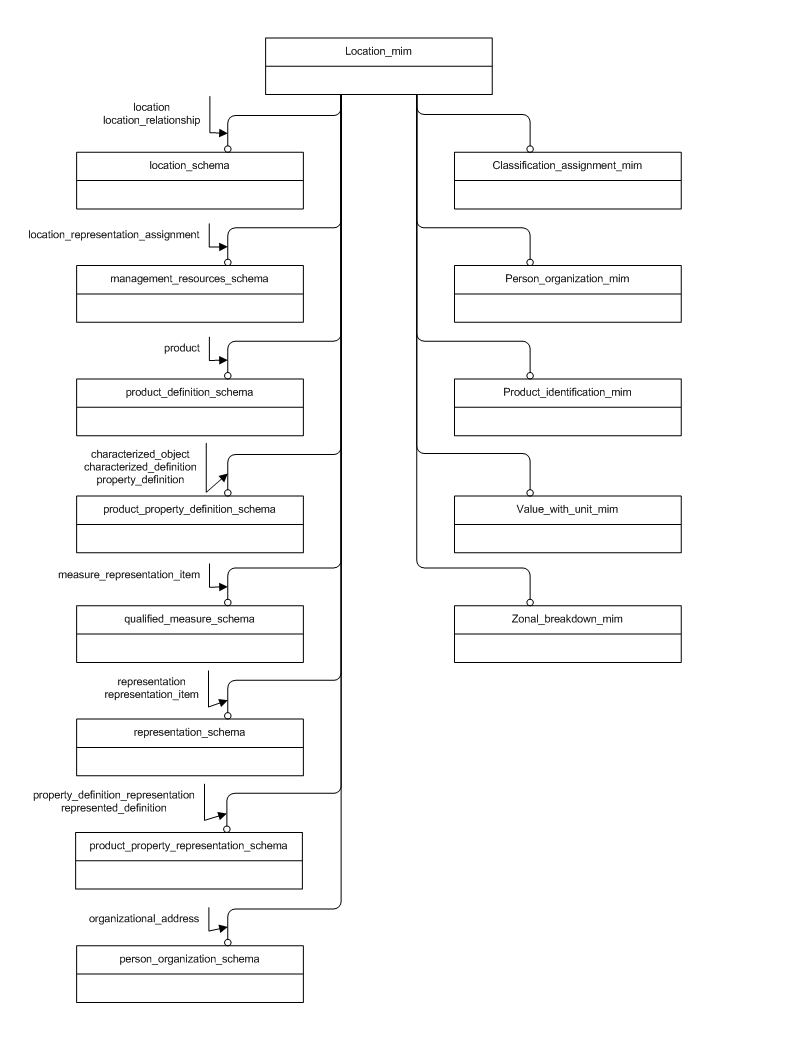 Location_mim
location
location_relationship
location_schema
Classification_assignment_mim
location_representation_assignment
management_resources_schema
Person_organization_mim
product
product_definition_schema
Product_identification_mim
characterized_object
characterized_definition
property_definition
product_property_definition_schema
Value_with_unit_mim
measure_representation_item
qualified_measure_schema
Zonal_breakdown_mim
representation
representation_item
representation_schema
property_definition_representation
represented_definition
product_property_representation_schema
organizational_address
person_organization_schema